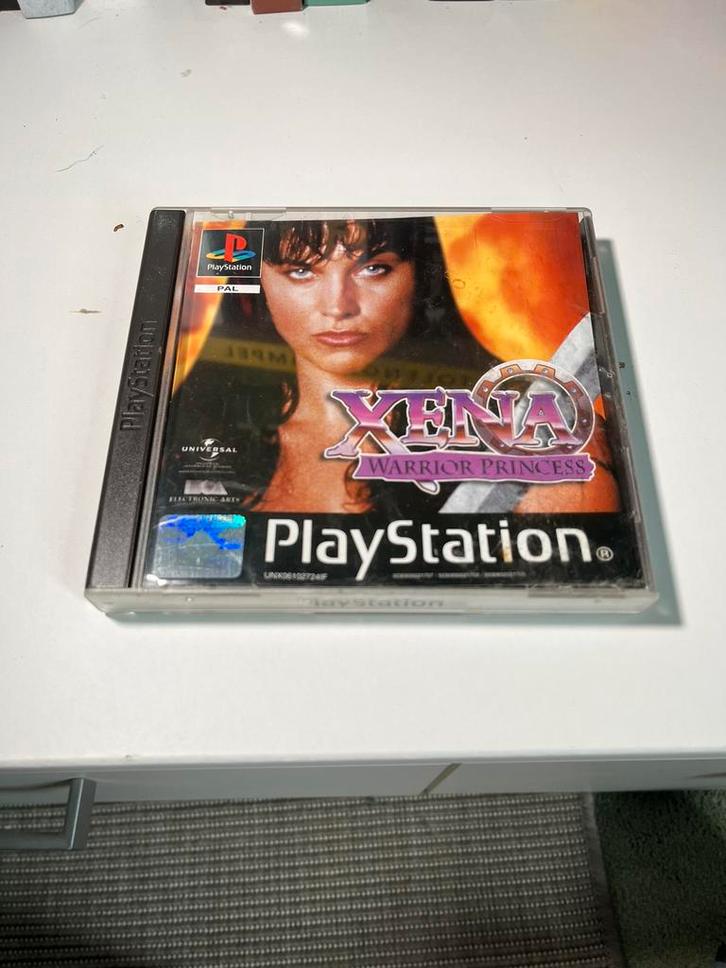 PlayStation
PlayStation
PAL
XENA
WARRIOR PRINCESS
UNIVERSAL
ELECTRONIC ARTS
PlayStation®
PlayStation